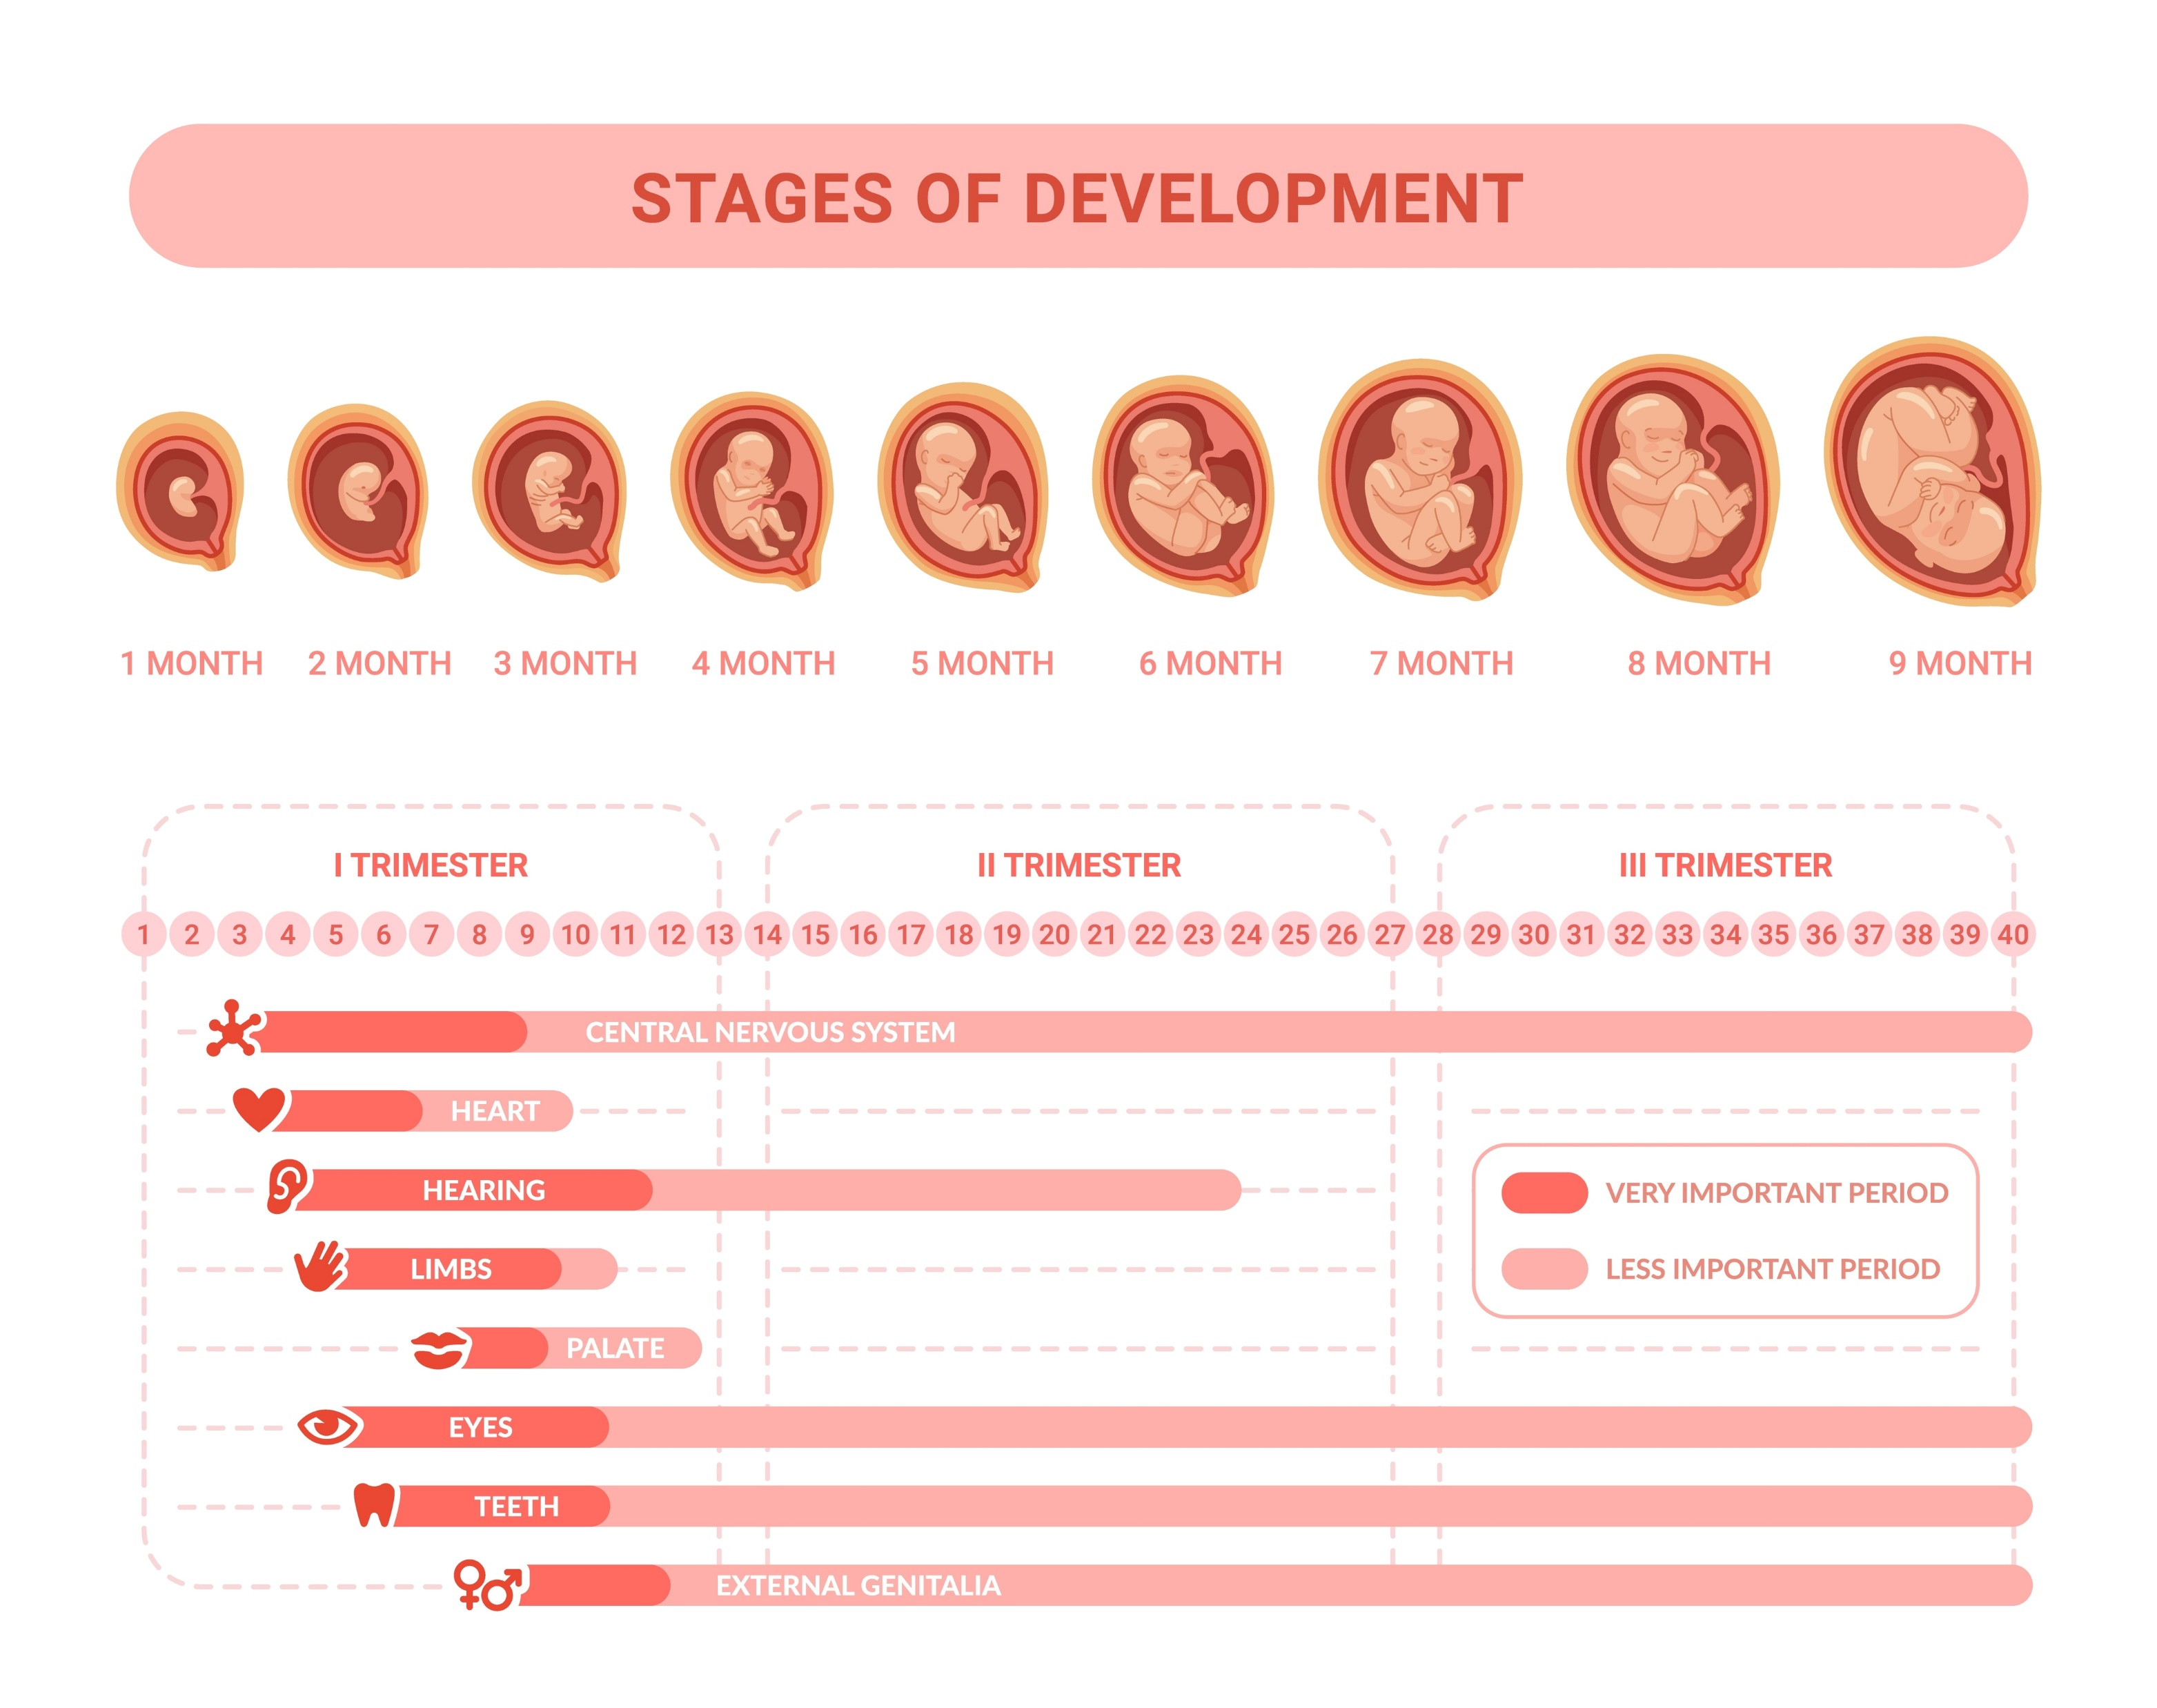 STAGES OF DEVELOPMENT
1 MONTH 2 MONTH 3 MONTH 4 MONTH 5 MONTH 6 MONTH 7 MONTH 8 MONTH 9 MONTH
I TRIMESTER II TRIMESTER III TRIMESTER
1 2 3 4 5 6 7 8 9 10 11 12 13 14 15 16 17 18 19 20 21 22 23 24 25 26 27 28 29 30 31 32 33 34 35 36 37 38 39 40
CENTRAL NERVOUS SYSTEM
HEART
HEARING
VERY IMPORTANT PERIOD
LIMBS
LESS IMPORTANT PERIOD
PALATE
EYES
TEETH
EXTERNAL GENITALIA